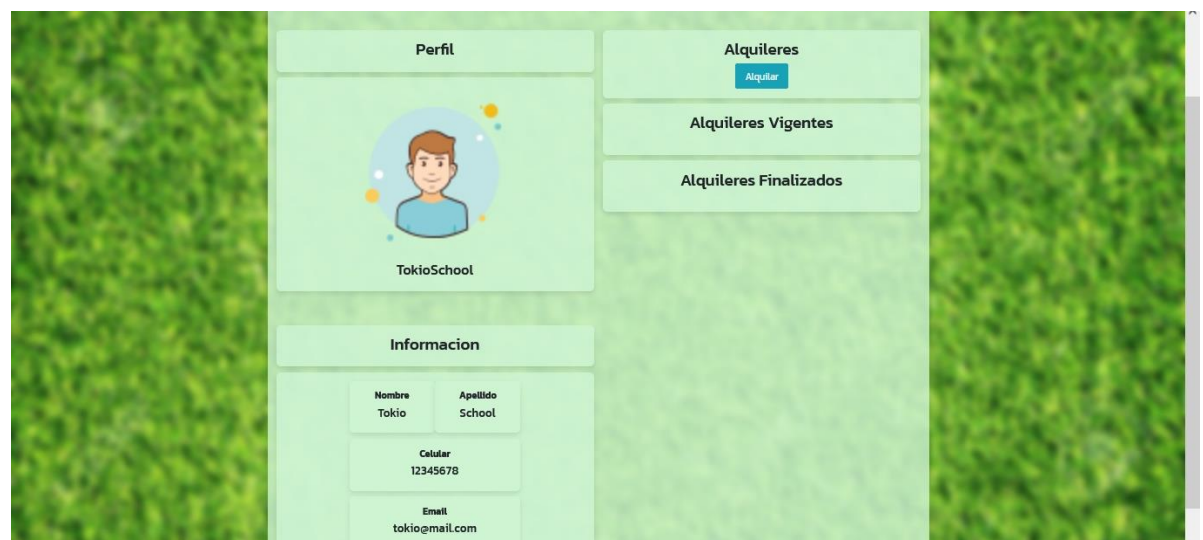 Perfil
TokioSchool
Informacion
Nombre
Apellido
Tokio
School
Celular
12345678
Email
tokio@mail.com
Alquileres
Alquilar
Alquileres Vigentes
Alquileres Finalizados